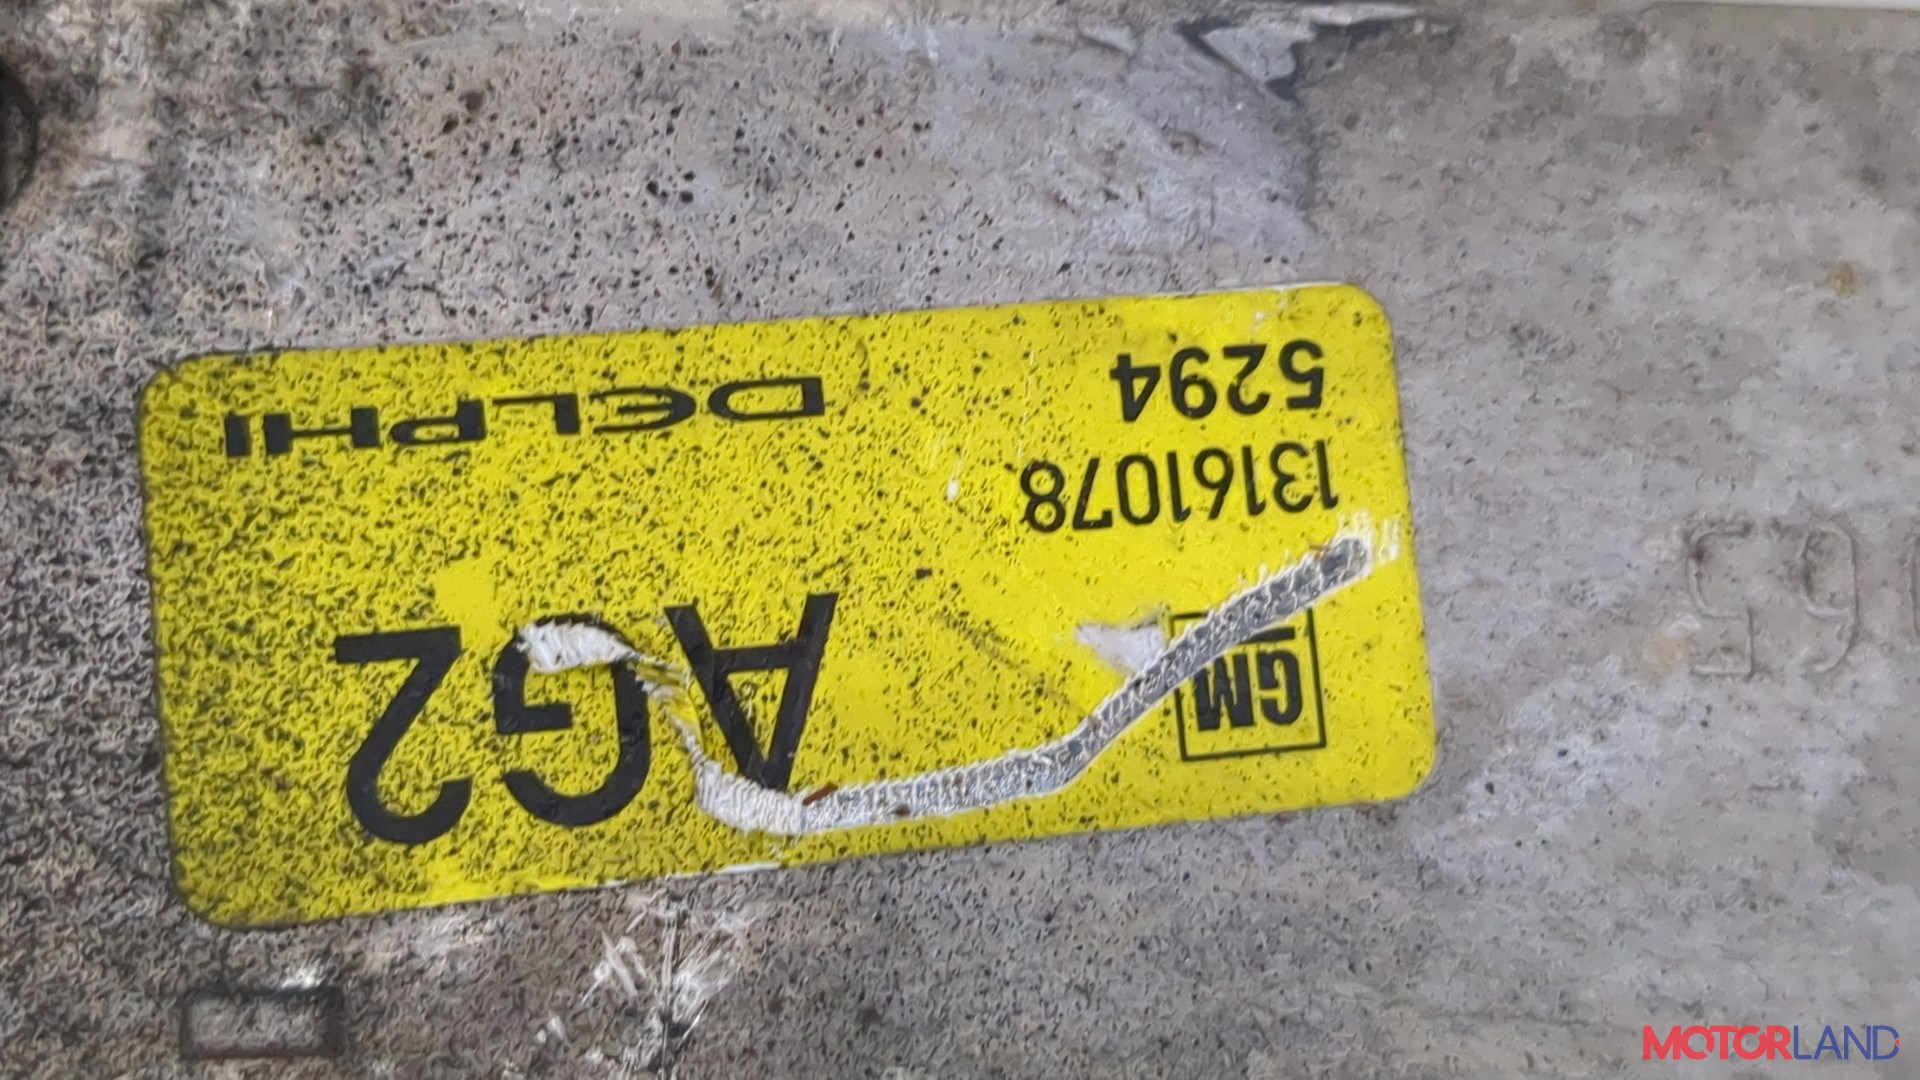 GM AG2
13161078
5294 DELPHI
MOTORLAND